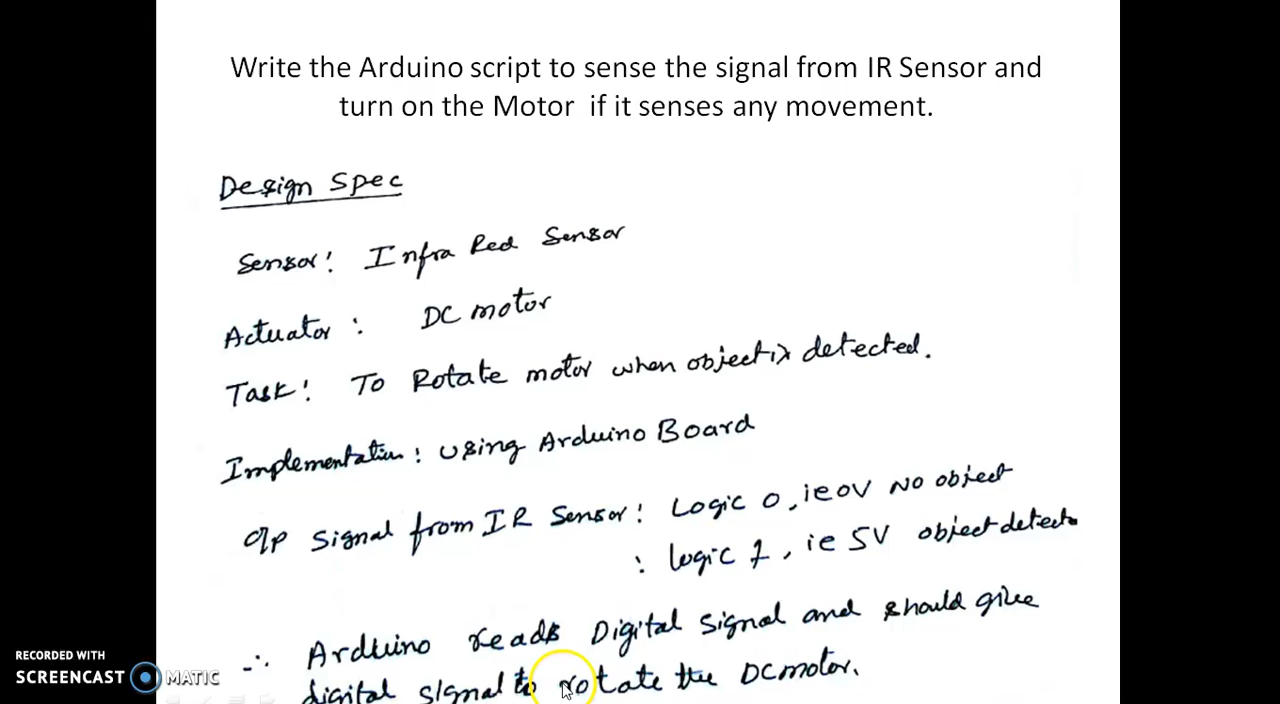 Write the Arduino script to sense the signal from IR Sensor and
turn on the Motor if it senses any movement.
Design Spec
Sensor: Infra Red Sensor
Actuator: DC motor
Task: To Rotate motor when object is detected.
Implementation: using Arduino Board
O/p signal from IR Sensor: Logic 0, ie 0V No object
: logic 1, ie 5V object detecte
∴ Arduino reads Digital signal and should give
digital signal to rotate the DC motor.
RECORDED WITH
SCREENCAST MATIC